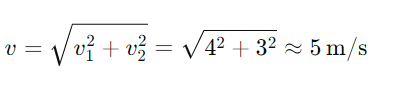 v = √(v₁² + v₂²) = √(4² + 3²) ≈ 5 m/s